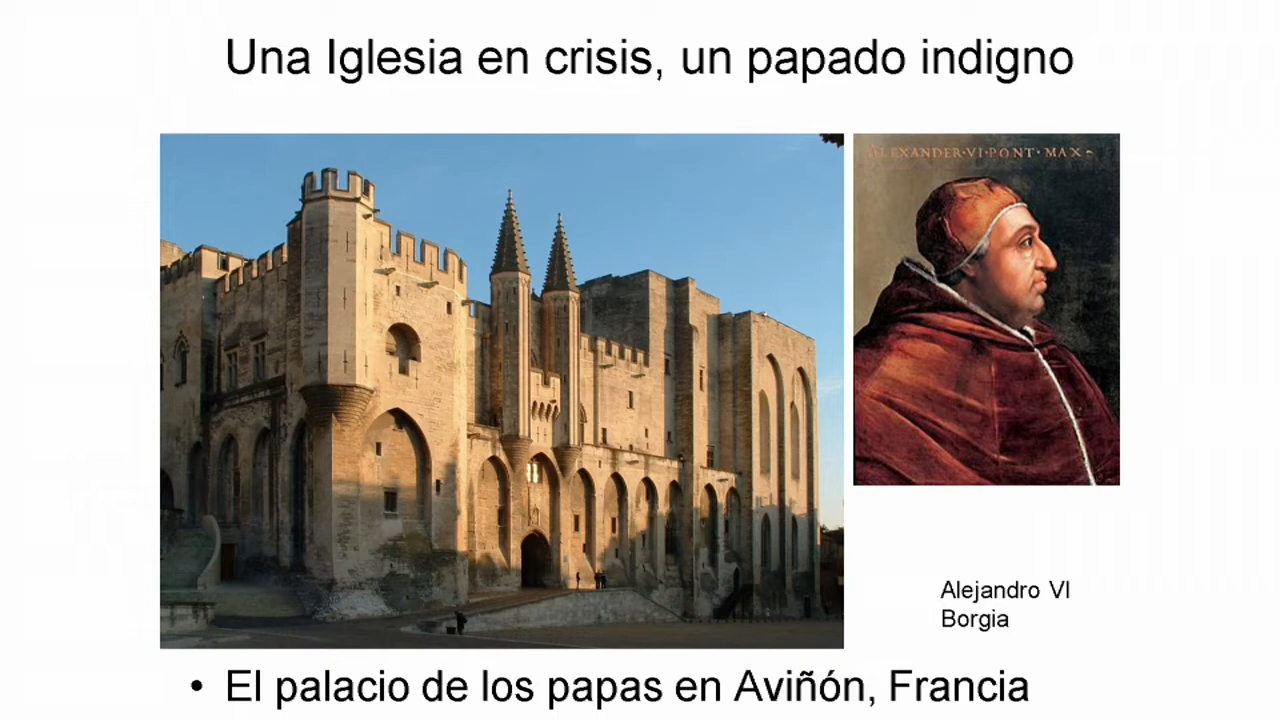 Una Iglesia en crisis, un papado indigno
ALEXANDER·VI·PONT·MAX
Alejandro VI
Borgia
• El palacio de los papas en Aviñón, Francia